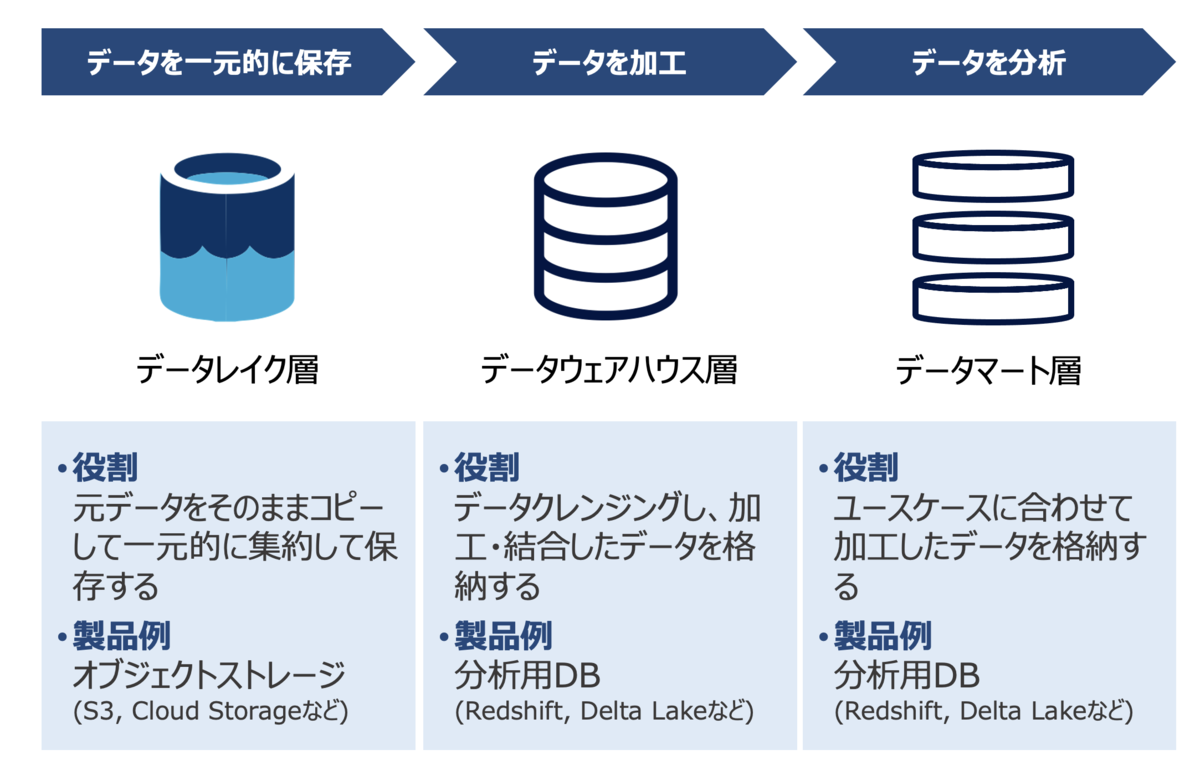 データを一元的に保存
データを加工
データを分析
データレイク層
データウェアハウス層
データマート層
・役割
元データをそのままコピー
して一元的に集約して保
存する
・製品例
オブジェクトストレージ
(S3, Cloud Storageなど)
・役割
データクレンジングし、加
工・結合したデータを格
納する
・製品例
分析用DB
(Redshift, Delta Lakeなど)
・役割
ユースケースに合わせて
加工したデータを格納す
る
・製品例
分析用DB
(Redshift, Delta Lakeなど)